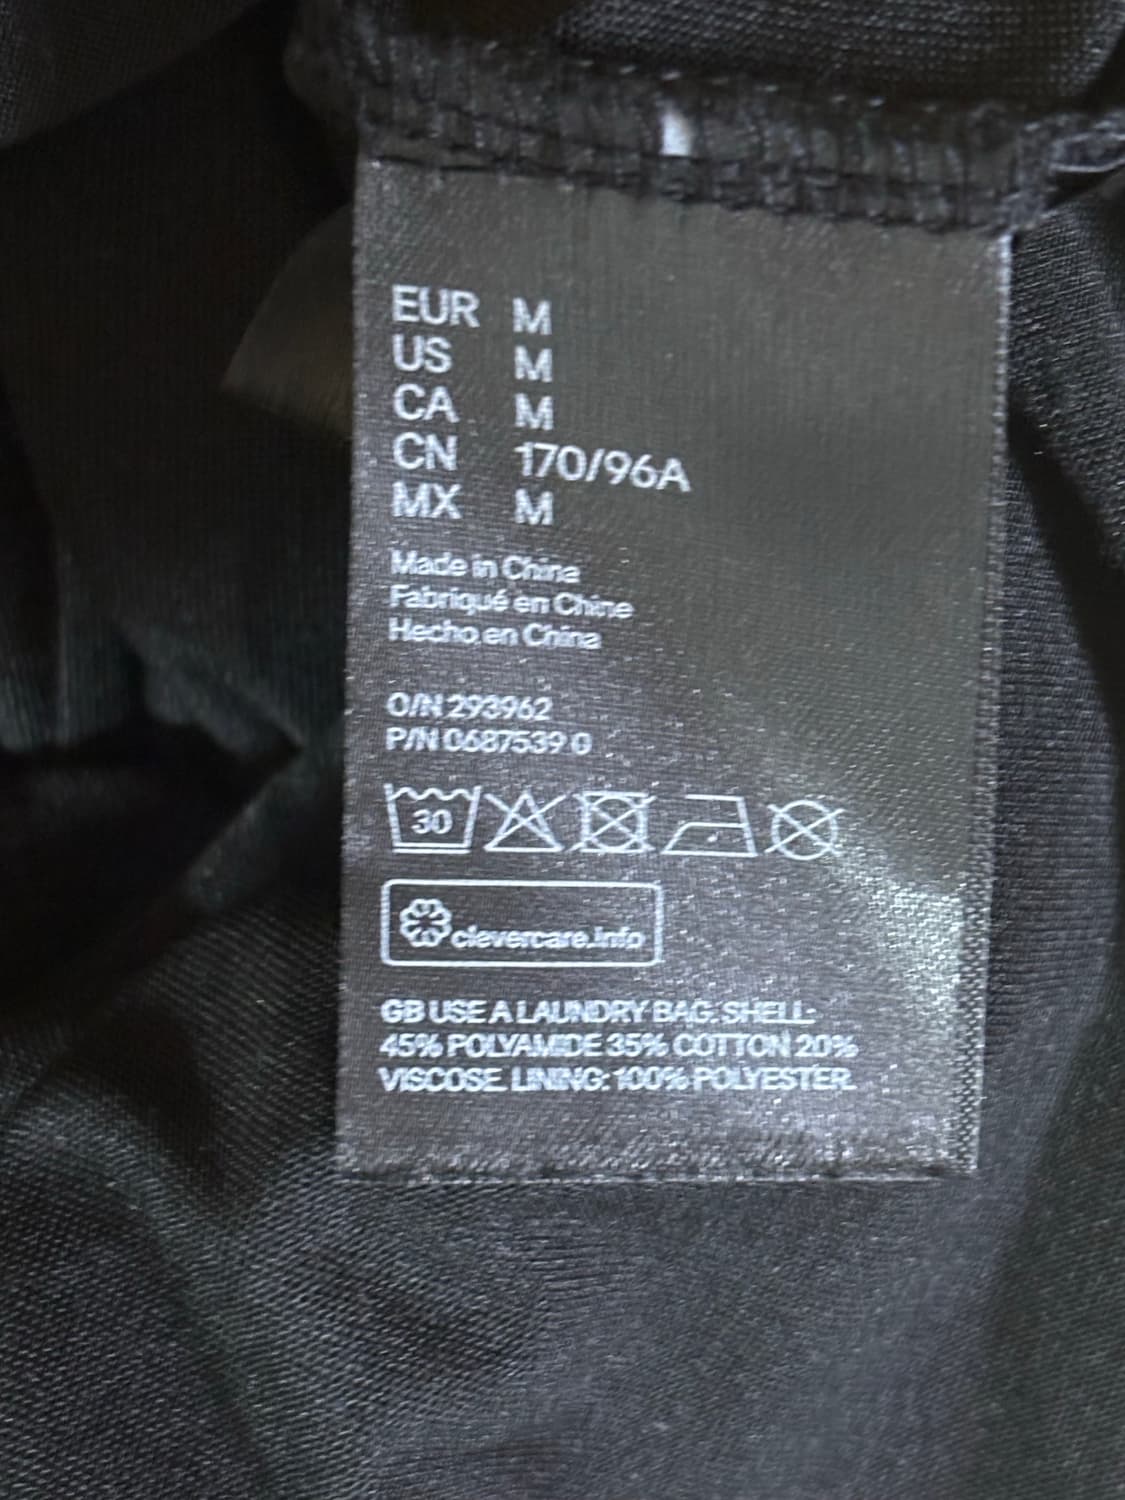 EUR M
US M
CA M
CN 170/96A
MX M
Made in China
Fabriqué en Chine
Hecho en China
O/N 293962
P/N 0687539 0
30
clevercare.info
GB USE A LAUNDRY BAG. SHELL:
45% POLYAMIDE 35% COTTON 20%
VISCOSE. LINING: 100% POLYESTER.